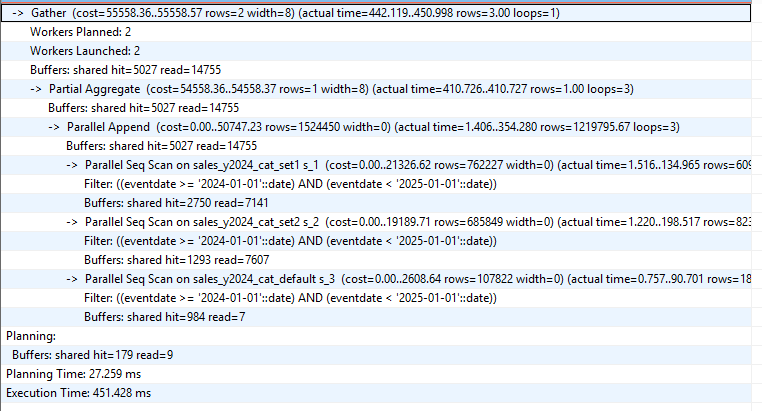 -> Gather (cost=55558.36..55558.57 rows=2 width=8) (actual time=442.119..450.998 rows=3.00 loops=1)
Workers Planned: 2
Workers Launched: 2
Buffers: shared hit=5027 read=14755
-> Partial Aggregate (cost=54558.36..54558.37 rows=1 width=8) (actual time=410.726..410.727 rows=1.00 loops=3)
Buffers: shared hit=5027 read=14755
-> Parallel Append (cost=0.00..50747.23 rows=1524450 width=0) (actual time=1.406..354.280 rows=1219795.67 loops=3)
Buffers: shared hit=5027 read=14755
-> Parallel Seq Scan on sales_y2024_cat_set1 s_1 (cost=0.00..21326.62 rows=762227 width=0) (actual time=1.516..134.965 rows=609
Filter: ((eventdate >= '2024-01-01'::date) AND (eventdate < '2025-01-01'::date))
Buffers: shared hit=2750 read=7141
-> Parallel Seq Scan on sales_y2024_cat_set2 s_2 (cost=0.00..19189.71 rows=685849 width=0) (actual time=1.220..198.517 rows=823
Filter: ((eventdate >= '2024-01-01'::date) AND (eventdate < '2025-01-01'::date))
Buffers: shared hit=1293 read=7607
-> Parallel Seq Scan on sales_y2024_cat_default s_3 (cost=0.00..2608.64 rows=107822 width=0) (actual time=0.757..90.701 rows=18
Filter: ((eventdate >= '2024-01-01'::date) AND (eventdate < '2025-01-01'::date))
Buffers: shared hit=984 read=7
Planning:
Buffers: shared hit=179 read=9
Planning Time: 27.259 ms
Execution Time: 451.428 ms